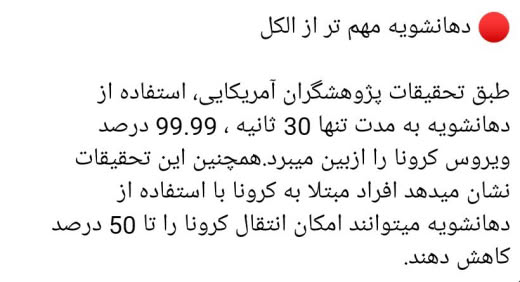 🔴 دهانشویه مهم تر از الکل
طبق تحقیقات پژوهشگران آمریکایی، استفاده از
دهانشویه به مدت تنها 30 ثانیه ، 99.99 درصد
ویروس کرونا را ازبین میبرد.همچنین این تحقیقات
نشان میدهد افراد مبتلا به کرونا با استفاده از
دهانشویه میتوانند امکان انتقال کرونا را تا 50 درصد
کاهش دهند.